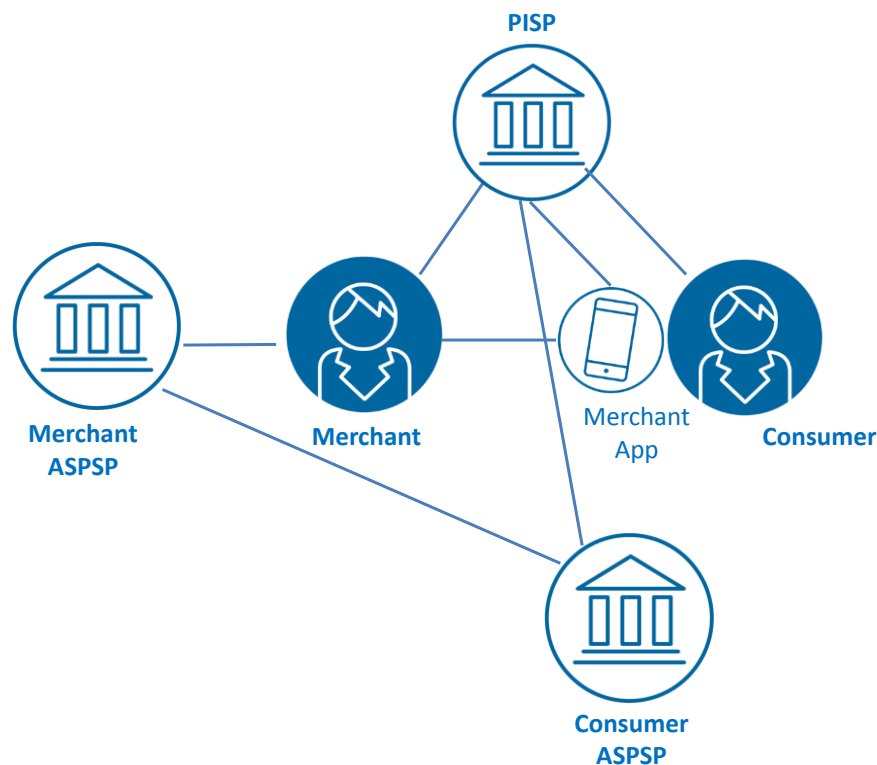 PISP
Merchant
ASPSP
Merchant
Merchant
App
Consumer
Consumer
ASPSP